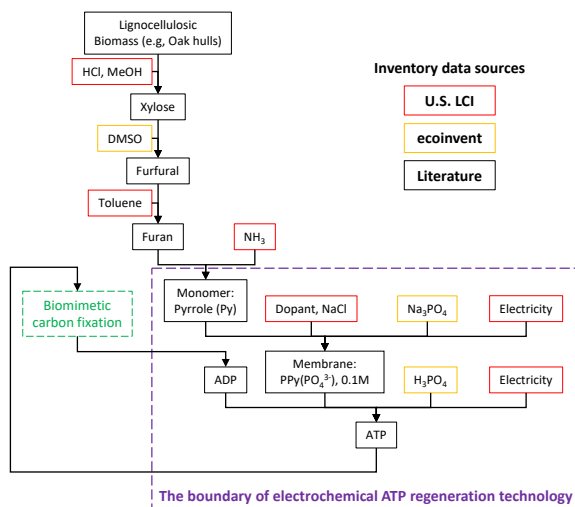 Lignocellulosic
Biomass (e.g, Oak hulls)
HCl, MeOH
Xylose
DMSO
Furfural
Toluene
Furan
NH₃
Inventory data sources
U.S. LCI
ecoinvent
Literature
Biomimetic
carbon fixation
Monomer:
Pyrrole (Py)
Dopant, NaCl
Na₃PO₄
Electricity
ADP
Membrane:
PPy(PO₄³⁻), 0.1M
H₃PO₄
Electricity
ATP
The boundary of electrochemical ATP regeneration technology